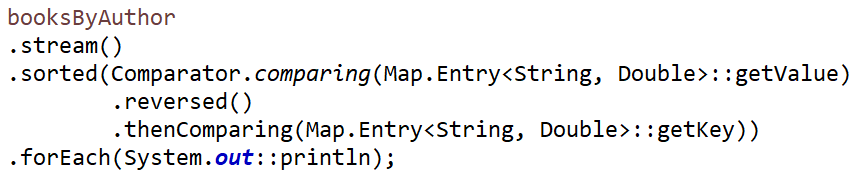 booksByAuthor
.stream()
.sorted(Comparator.comparing(Map.Entry<String, Double>::getValue)
        .reversed()
        .thenComparing(Map.Entry<String, Double>::getKey))
.forEach(System.out::println);